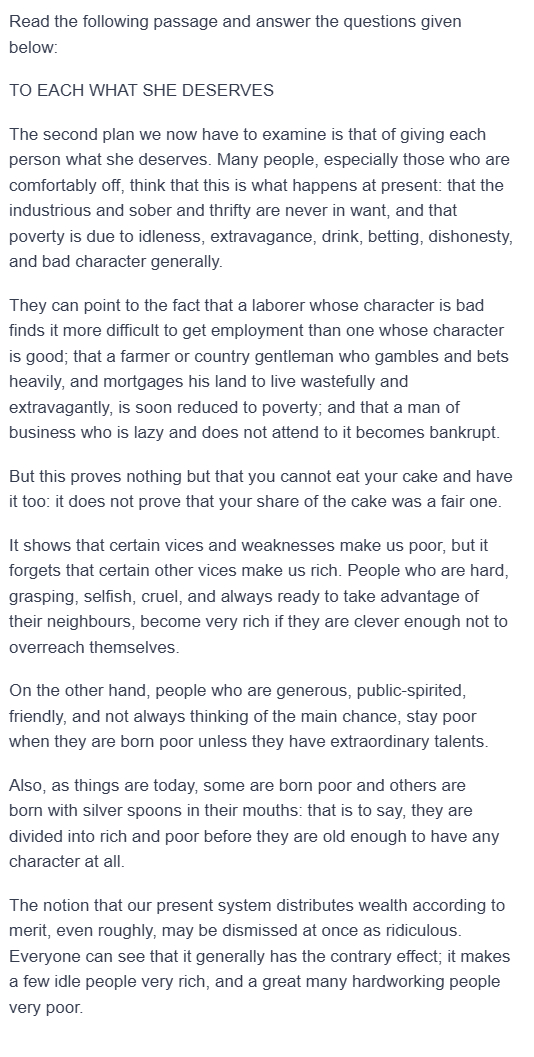 Read the following passage and answer the questions given
below:
TO EACH WHAT SHE DESERVES
The second plan we now have to examine is that of giving each
person what she deserves. Many people, especially those who are
comfortably off, think that this is what happens at present: that the
industrious and sober and thrifty are never in want, and that
poverty is due to idleness, extravagance, drink, betting, dishonesty,
and bad character generally.
They can point to the fact that a laborer whose character is bad
finds it more difficult to get employment than one whose character
is good; that a farmer or country gentleman who gambles and bets
heavily, and mortgages his land to live wastefully and
extravagantly, is soon reduced to poverty; and that a man of
business who is lazy and does not attend to it becomes bankrupt.
But this proves nothing but that you cannot eat your cake and have
it too: it does not prove that your share of the cake was a fair one.
It shows that certain vices and weaknesses make us poor, but it
forgets that certain other vices make us rich. People who are hard,
grasping, selfish, cruel, and always ready to take advantage of
their neighbours, become very rich if they are clever enough not to
overreach themselves.
On the other hand, people who are generous, public-spirited,
friendly, and not always thinking of the main chance, stay poor
when they are born poor unless they have extraordinary talents.
Also, as things are today, some are born poor and others are
born with silver spoons in their mouths: that is to say, they are
divided into rich and poor before they are old enough to have any
character at all.
The notion that our present system distributes wealth according to
merit, even roughly, may be dismissed at once as ridiculous.
Everyone can see that it generally has the contrary effect; it makes
a few idle people very rich, and a great many hardworking people
very poor.